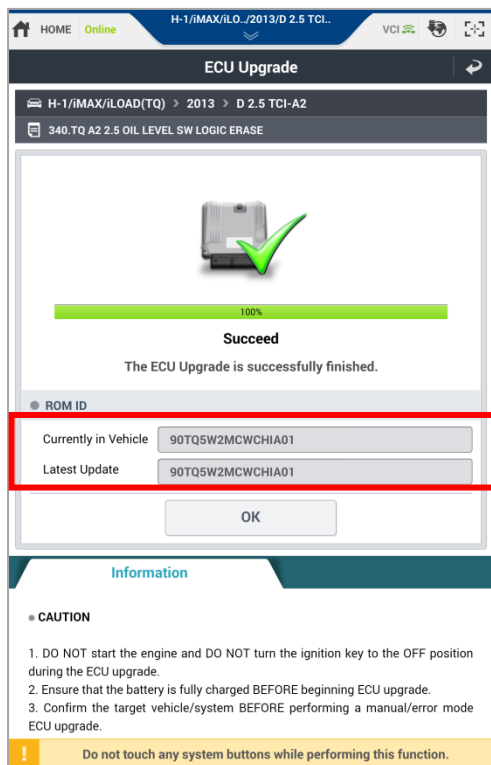 H-1/iMAX/iLO../2013/D 2.5 TCI..
HOME Online VCI
ECU Upgrade
H-1/iMAX/iLOAD(TQ) > 2013 > D 2.5 TCI-A2
340.TQ A2 2.5 OIL LEVEL SW LOGIC ERASE
100%
Succeed
The ECU Upgrade is successfully finished.
ROM ID
Currently in Vehicle 90TQ5W2MCWCHIA01
Latest Update 90TQ5W2MCWCHIA01
OK
Information
CAUTION
1. DO NOT start the engine and DO NOT turn the ignition key to the OFF position
during the ECU upgrade.
2. Ensure that the battery is fully charged BEFORE beginning ECU upgrade.
3. Confirm the target vehicle/system BEFORE performing a manual/error mode
ECU upgrade.
! Do not touch any system buttons while performing this function.